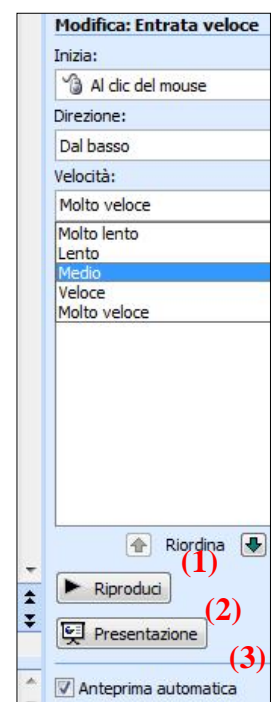 Modifica: Entrata veloce
Inizia:
Al clic del mouse
Direzione:
Dal basso
Velocità:
Molto veloce
Molto lento
Lento
Medio
Veloce
Molto veloce
Riordina
(1)
Riproduci
(2)
Presentazione
(3)
Anteprima automatica